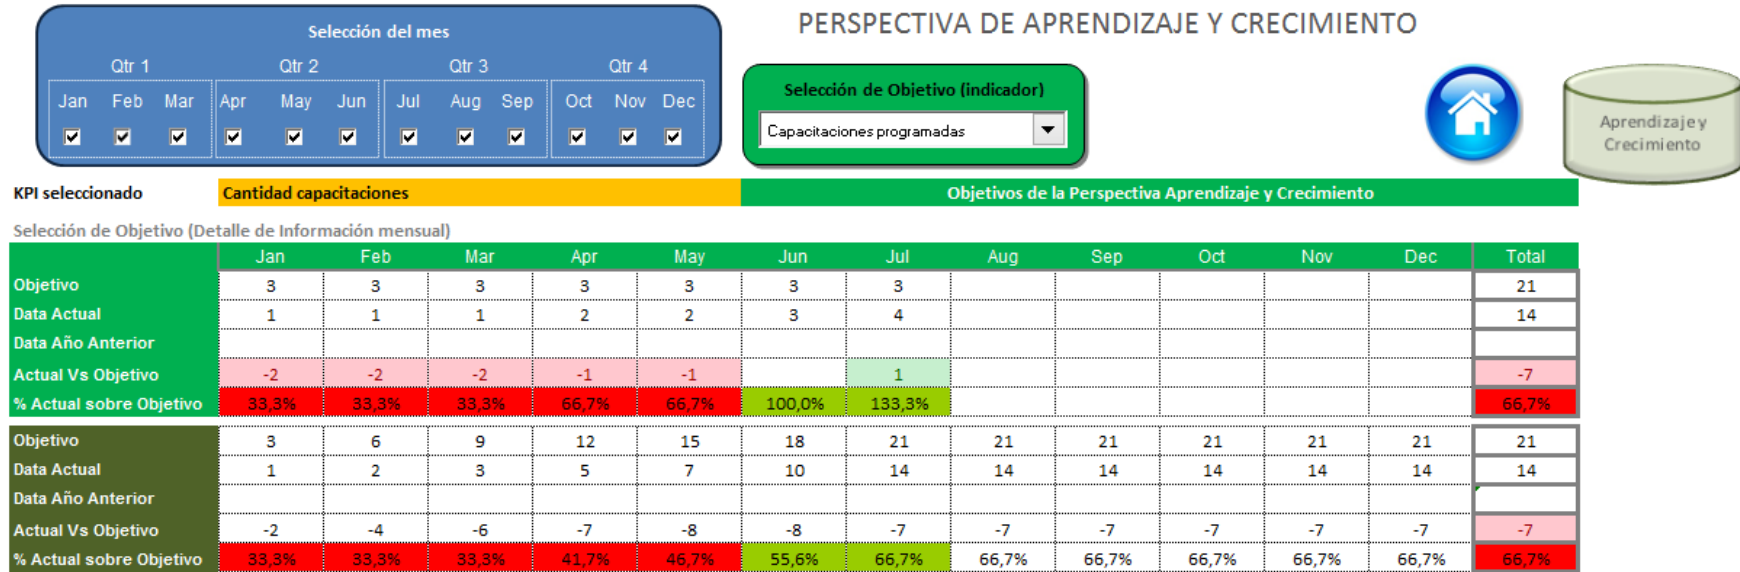 PERSPECTIVA DE APRENDIZAJE Y CRECIMIENTO
Selección del mes
Qtr 1 Qtr 2 Qtr 3 Qtr 4
Jan Feb Mar Apr May Jun Jul Aug Sep Oct Nov Dec
Selección de Objetivo (indicador)
Capacitaciones programadas
Aprendizaje y
Crecimiento
KPI seleccionado Cantidad capacitaciones Objetivos de la Perspectiva Aprendizaje y Crecimiento
Selección de Objetivo (Detalle de Información mensual)
Jan Feb Mar Apr May Jun Jul Aug Sep Oct Nov Dec Total
Objetivo 3 3 3 3 3 3 3 21
Data Actual 1 1 1 2 2 3 4 14
Data Año Anterior
Actual Vs Objetivo -2 -2 -2 -1 -1 1 -7
% Actual sobre Objetivo 33,3% 33,3% 33,3% 66,7% 66,7% 100,0% 133,3% 66,7%
Objetivo 3 6 9 12 15 18 21 21 21 21 21 21 21
Data Actual 1 2 3 5 7 10 14 14 14 14 14 14 14
Data Año Anterior
Actual Vs Objetivo -2 -4 -6 -7 -8 -8 -7 -7 -7 -7 -7 -7 -7
% Actual sobre Objetivo 33,3% 33,3% 33,3% 41,7% 46,7% 55,6% 66,7% 66,7% 66,7% 66,7% 66,7% 66,7% 66,7%